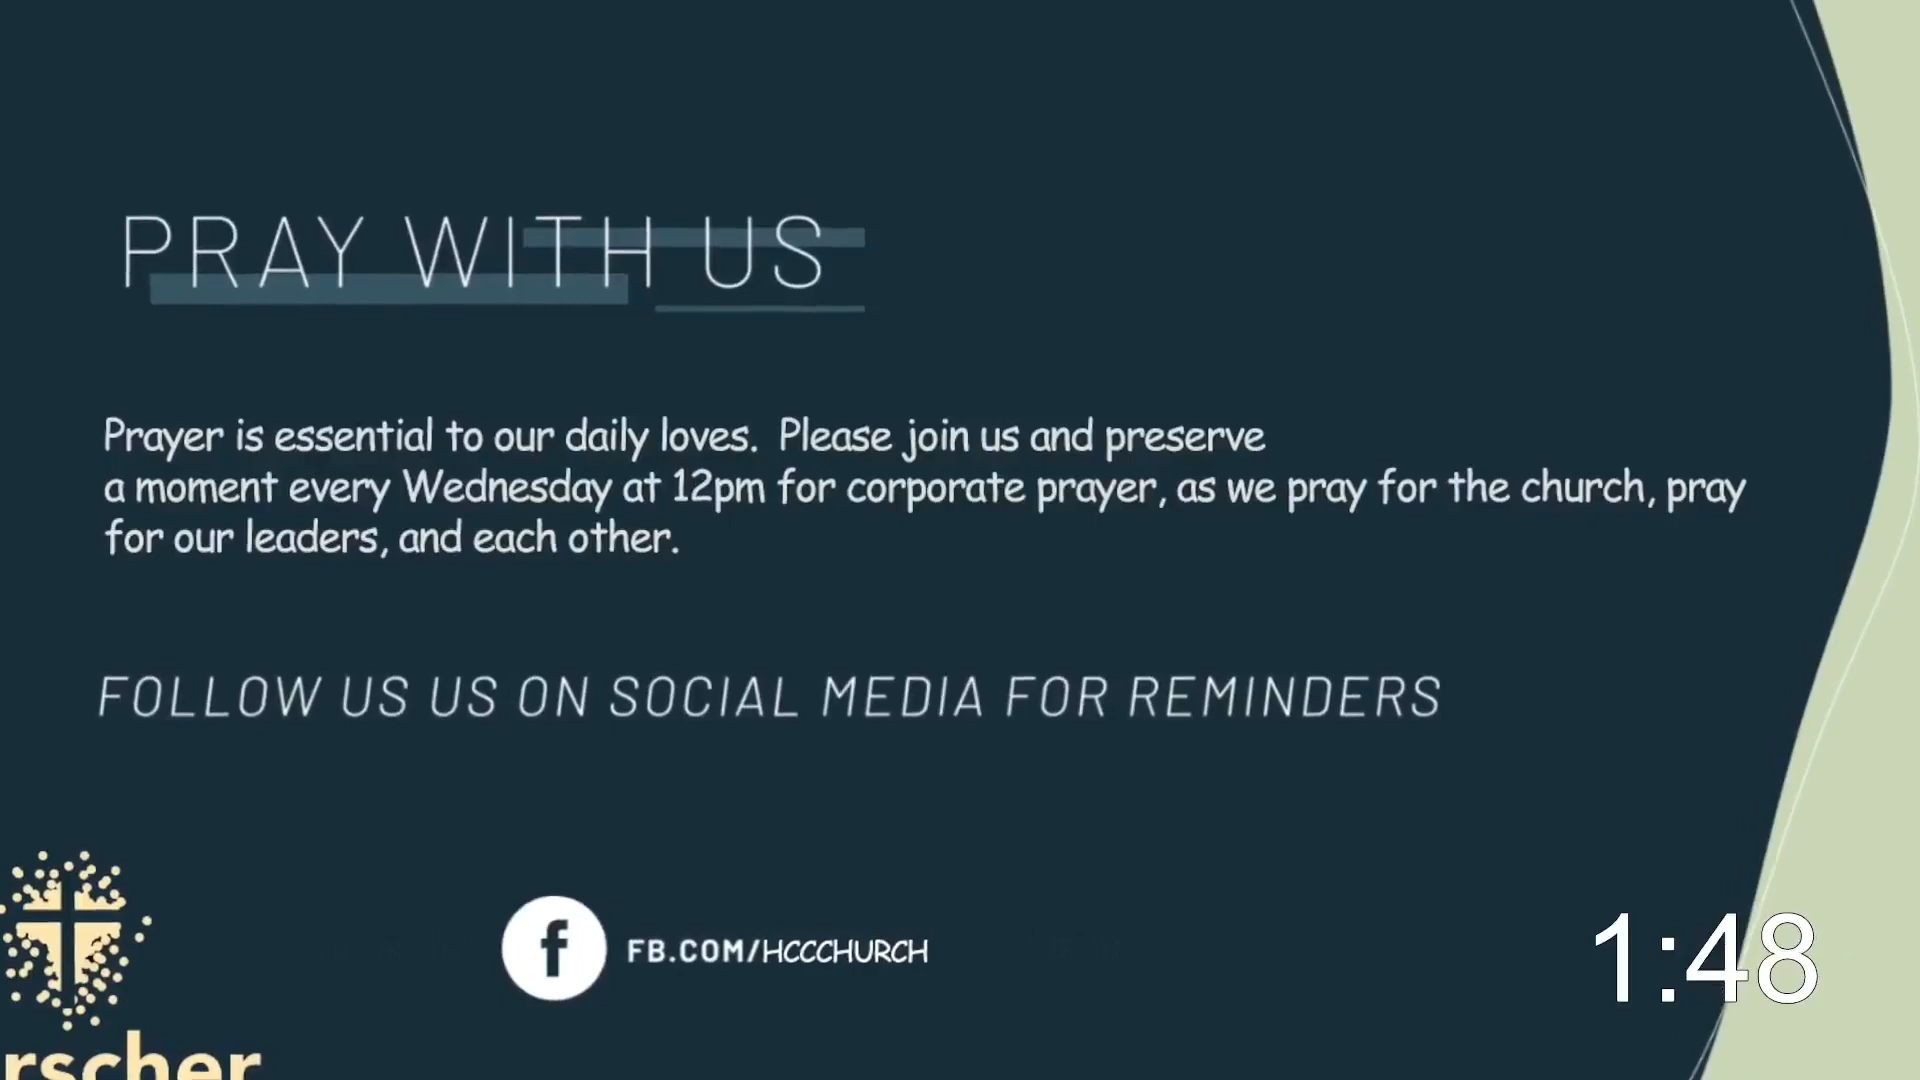 PRAY WITH US
Prayer is essential to our daily loves. Please join us and preserve
a moment every Wednesday at 12pm for corporate prayer, as we pray for the church, pray
for our leaders, and each other.
FOLLOW US US ON SOCIAL MEDIA FOR REMINDERS
f FB.COM/HCCCHURCH
1:48
rscher